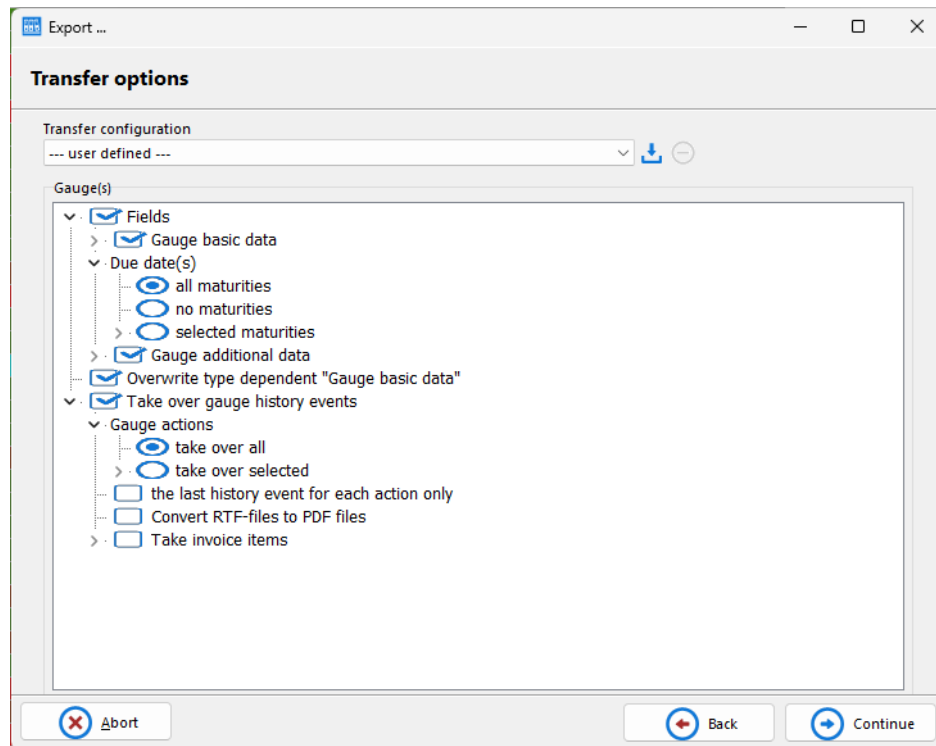 Export ...
Transfer options
Transfer configuration
--- user defined ---
Gauge(s)
Fields
Gauge basic data
Due date(s)
all maturities
no maturities
selected maturities
Gauge additional data
Overwrite type dependent "Gauge basic data"
Take over gauge history events
Gauge actions
take over all
take over selected
the last history event for each action only
Convert RTF-files to PDF files
Take invoice items
Abort
Back
Continue